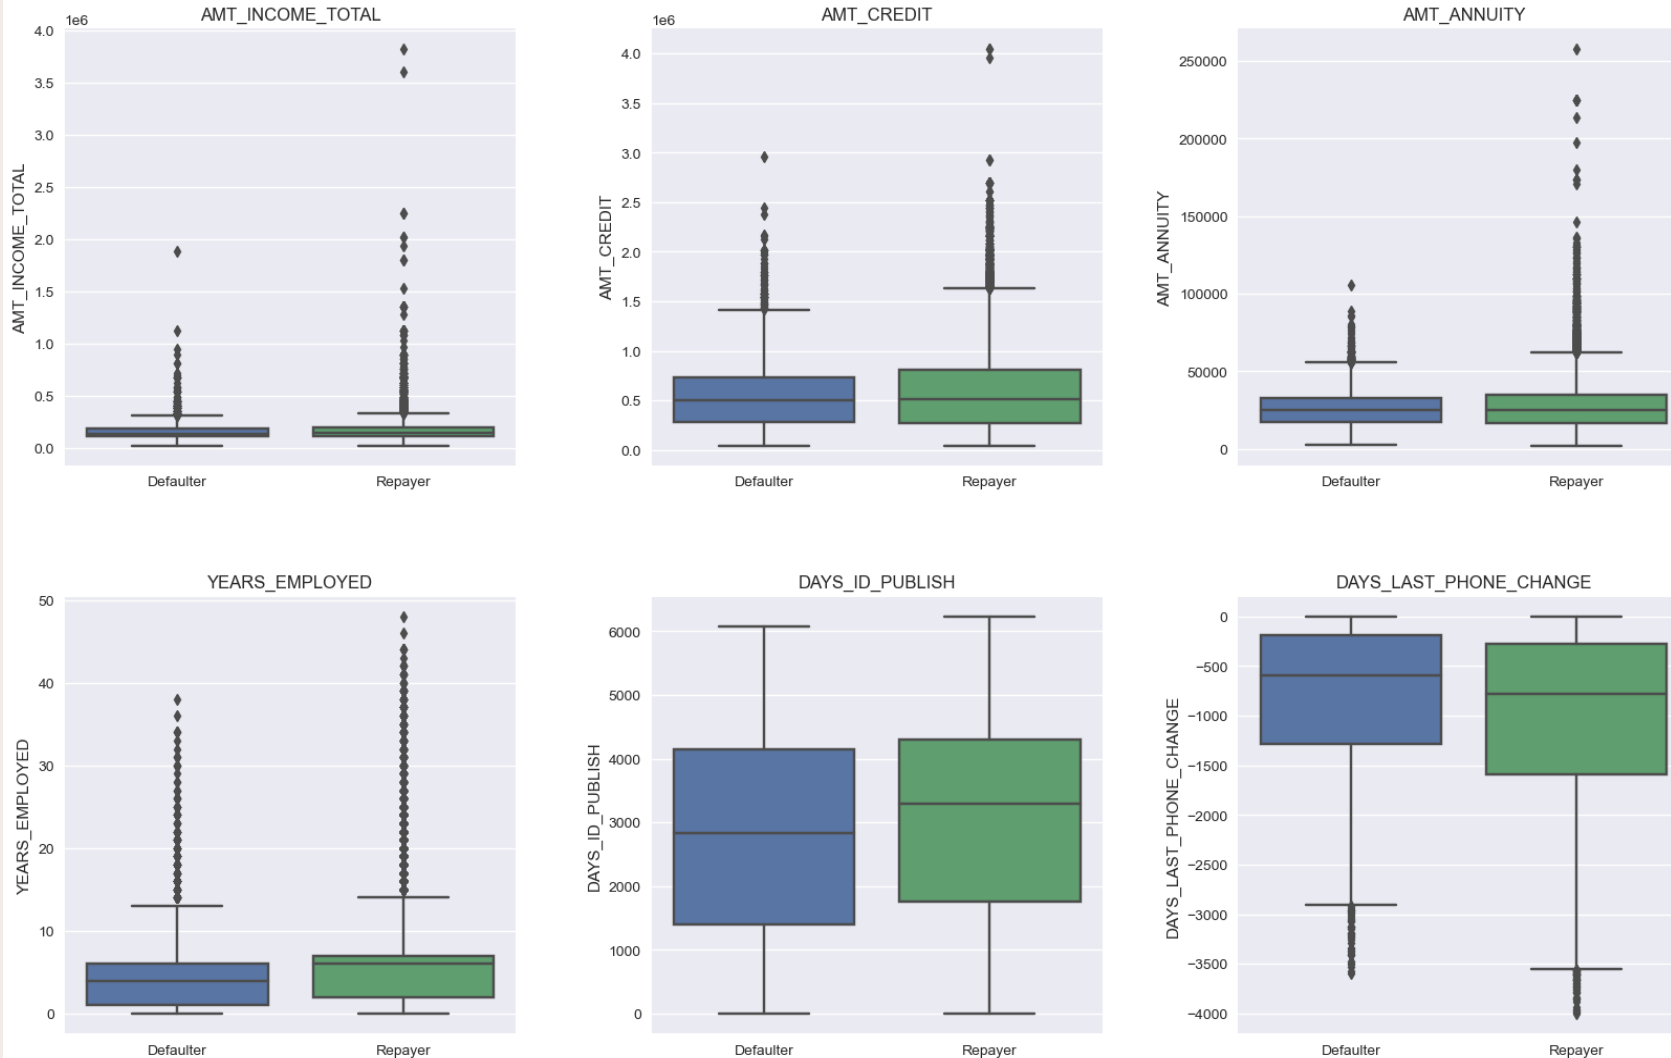 AMT_INCOME_TOTAL
1e6
4.0
3.5
3.0
2.5
2.0
1.5
1.0
0.5
0.0
AMT_INCOME_TOTAL
Defaulter
Repayer
AMT_CREDIT
1e6
4.0
3.5
3.0
2.5
2.0
1.5
1.0
0.5
0.0
AMT_CREDIT
Defaulter
Repayer
AMT_ANNUITY
250000
200000
150000
100000
50000
0
AMT_ANNUITY
Defaulter
Repayer
YEARS_EMPLOYED
50
40
30
20
10
0
YEARS_EMPLOYED
Defaulter
Repayer
DAYS_ID_PUBLISH
6000
5000
4000
3000
2000
1000
0
DAYS_ID_PUBLISH
Defaulter
Repayer
DAYS_LAST_PHONE_CHANGE
0
−500
−1000
−1500
−2000
−2500
−3000
−3500
−4000
DAYS_LAST_PHONE_CHANGE
Defaulter
Repayer